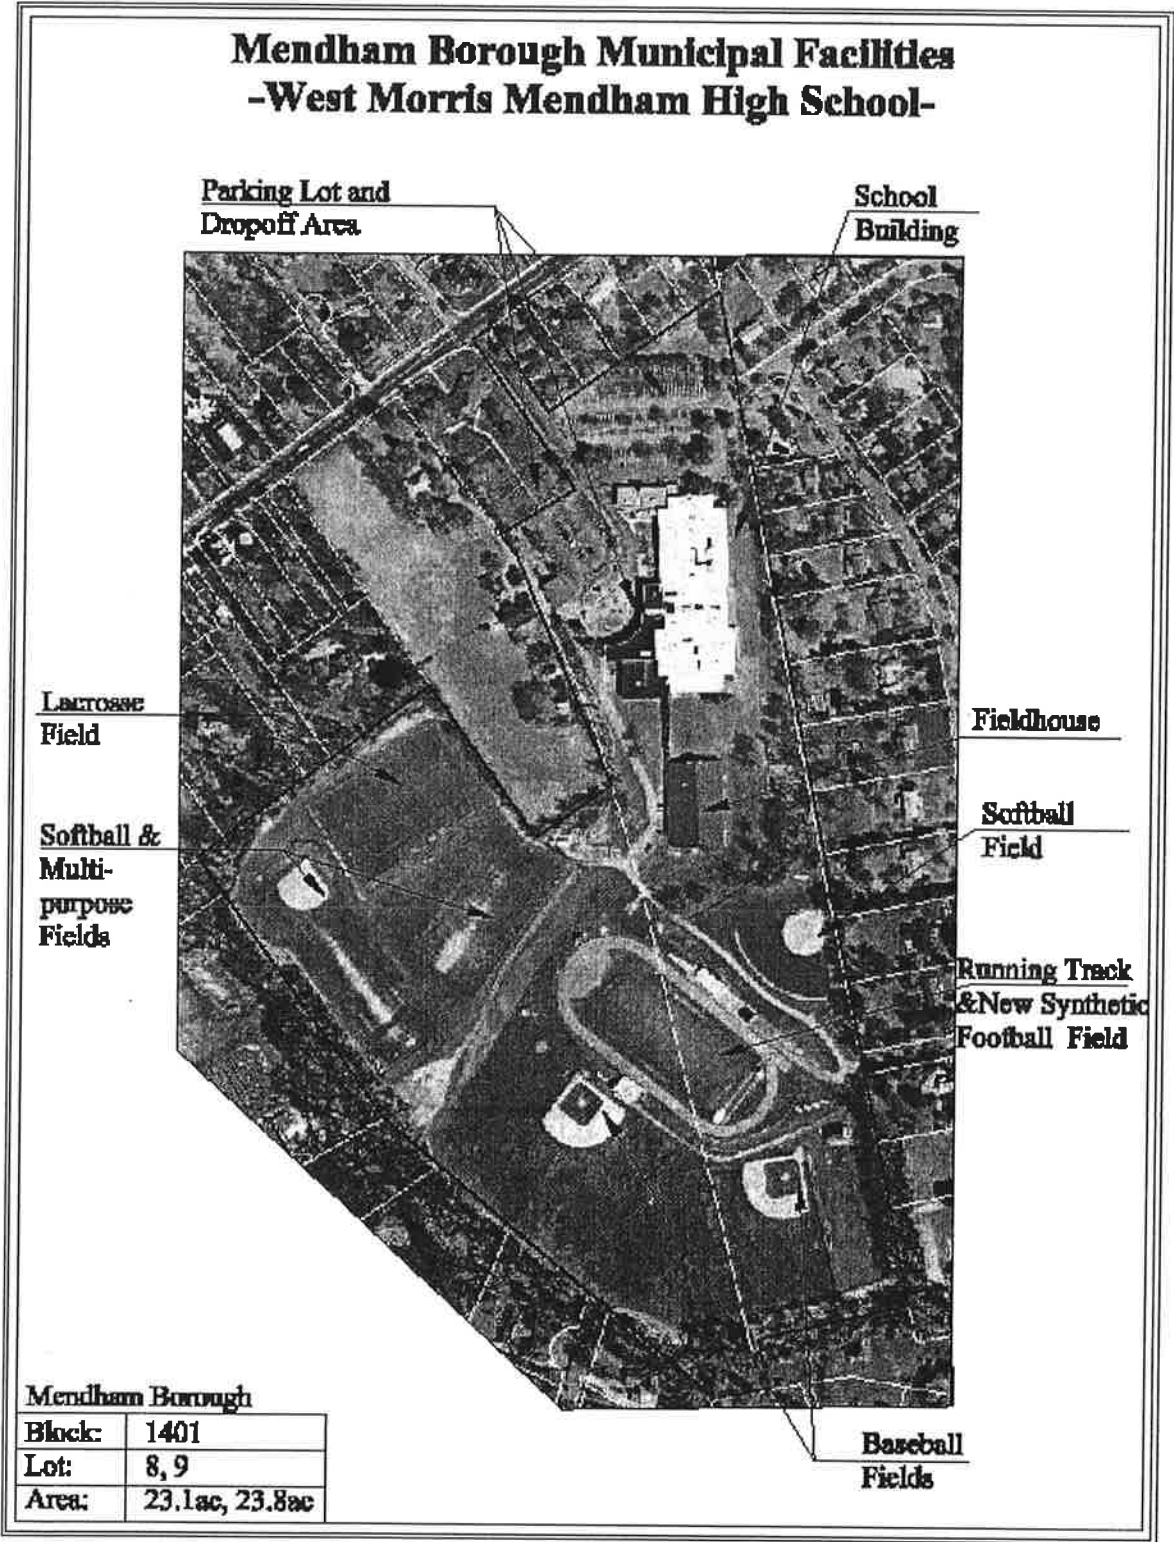 Mendham Borough Municipal Facilities
-West Morris Mendham High School-
Parking Lot and
Dropoff Area
School
Building
Lacrosse
Field
Fieldhouse
Softball &
Multi-
purpose
Fields
Softball
Field
Running Track
&New Synthetic
Football Field
Mendham Borough
Block: 1401
Lot: 8, 9
Area: 23.1ac, 23.8ac
Baseball
Fields